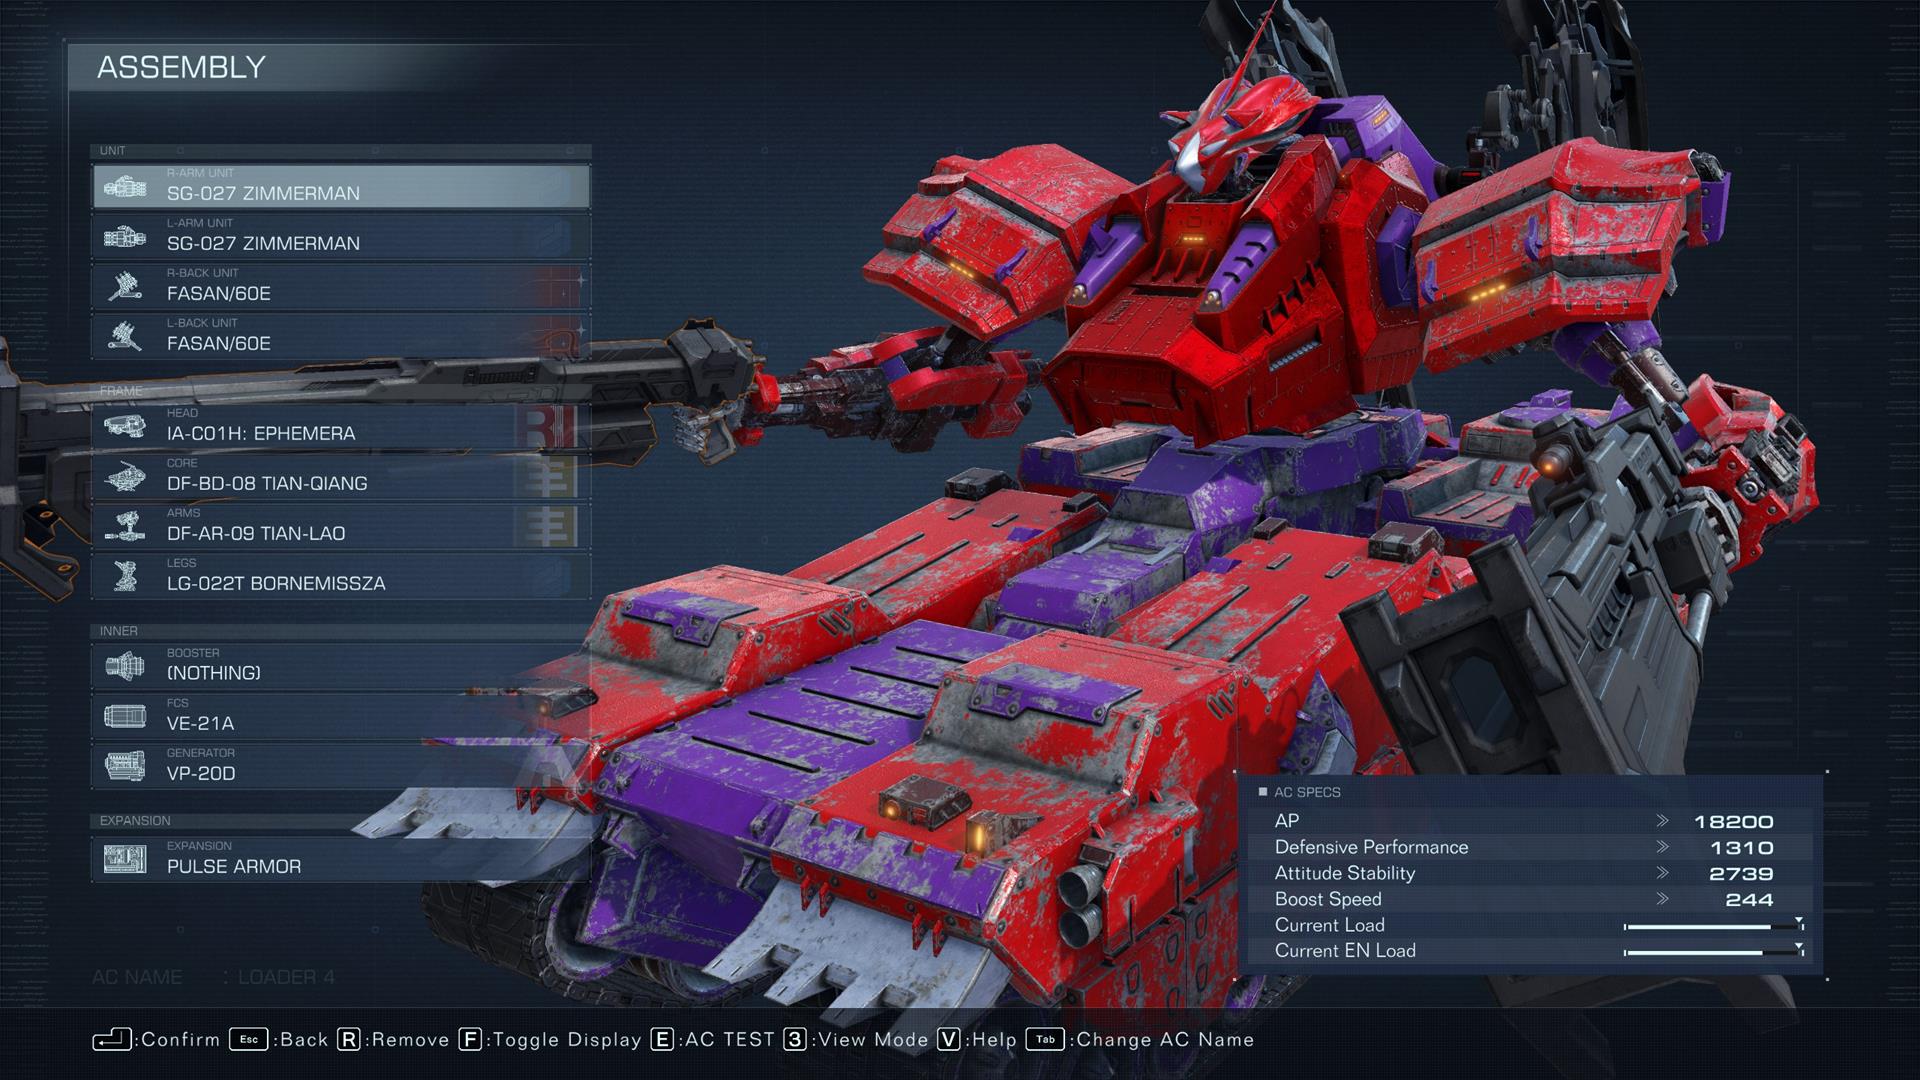 ASSEMBLY
UNIT
R-ARM UNIT
SG-027 ZIMMERMAN
L-ARM UNIT
SG-027 ZIMMERMAN
R-BACK UNIT
FASAN/60E
L-BACK UNIT
FASAN/60E
FRAME
HEAD
IA-C01H: EPHEMERA
CORE
DF-BD-08 TIAN-QIANG
ARMS
DF-AR-09 TIAN-LAO
LEGS
LG-022T BORNEMISSZA
INNER
BOOSTER
(NOTHING)
FCS
VE-21A
GENERATOR
VP-20D
EXPANSION
EXPANSION
PULSE ARMOR
AC SPECS
AP 18200
Defensive Performance 1310
Attitude Stability 2739
Boost Speed 244
Current Load
Current EN Load
AC NAME : LOADER 4
:Confirm Esc :Back R :Remove F :Toggle Display E :AC TEST 3 :View Mode V :Help Tab :Change AC Name